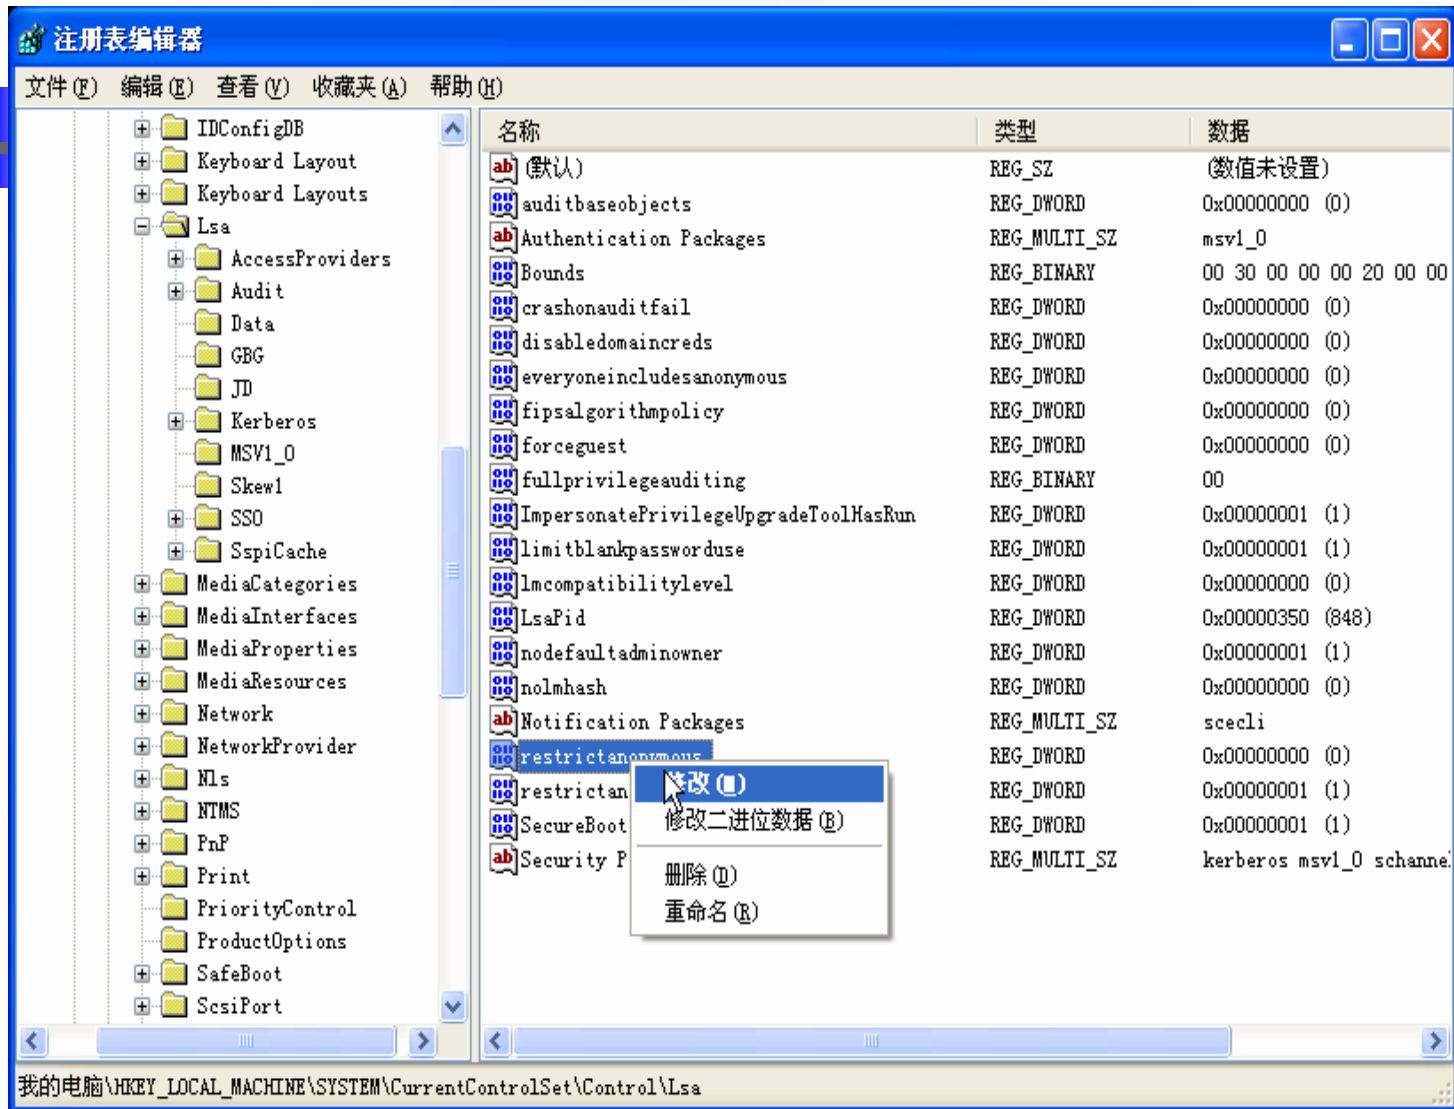 注册表编辑器
文件(F) 编辑(E) 查看(V) 收藏夹(A) 帮助(H)
IDConfigDB
Keyboard Layout
Keyboard Layouts
Lsa
AccessProviders
Audit
Data
GBG
JD
Kerberos
MSV1_0
Skew1
SSO
SspiCache
MediaCategories
MediaInterfaces
MediaProperties
MediaResources
Network
NetworkProvider
Nls
NTMS
PnP
Print
PriorityControl
ProductOptions
SafeBoot
ScsiPort
名称 类型 数据
(默认) REG_SZ (数值未设置)
auditbaseobjects REG_DWORD 0x00000000 (0)
Authentication Packages REG_MULTI_SZ msv1_0
Bounds REG_BINARY 00 30 00 00 00 20 00 00
crashonauditfail REG_DWORD 0x00000000 (0)
disabledomaincreds REG_DWORD 0x00000000 (0)
everyoneincludesanonymous REG_DWORD 0x00000000 (0)
fipsalgorithmpolicy REG_DWORD 0x00000000 (0)
forceguest REG_DWORD 0x00000000 (0)
fullprivilegeauditing REG_BINARY 00
ImpersonatePrivilegeUpgradeToolHasRun REG_DWORD 0x00000001 (1)
limitblankpassworduse REG_DWORD 0x00000001 (1)
lmcompatibilitylevel REG_DWORD 0x00000000 (0)
LsaPid REG_DWORD 0x00000350 (848)
nodefaultadminowner REG_DWORD 0x00000001 (1)
nolmhash REG_DWORD 0x00000000 (0)
Notification Packages REG_MULTI_SZ scecli
restrictanonymous REG_DWORD 0x00000000 (0)
restrictan REG_DWORD 0x00000001 (1)
SecureBoot REG_DWORD 0x00000001 (1)
Security P REG_MULTI_SZ kerberos msv1_0 schannel
修改(M)
修改二进位数据(B)
删除(D)
重命名(R)
我的电脑\HKEY_LOCAL_MACHINE\SYSTEM\CurrentControlSet\Control\Lsa